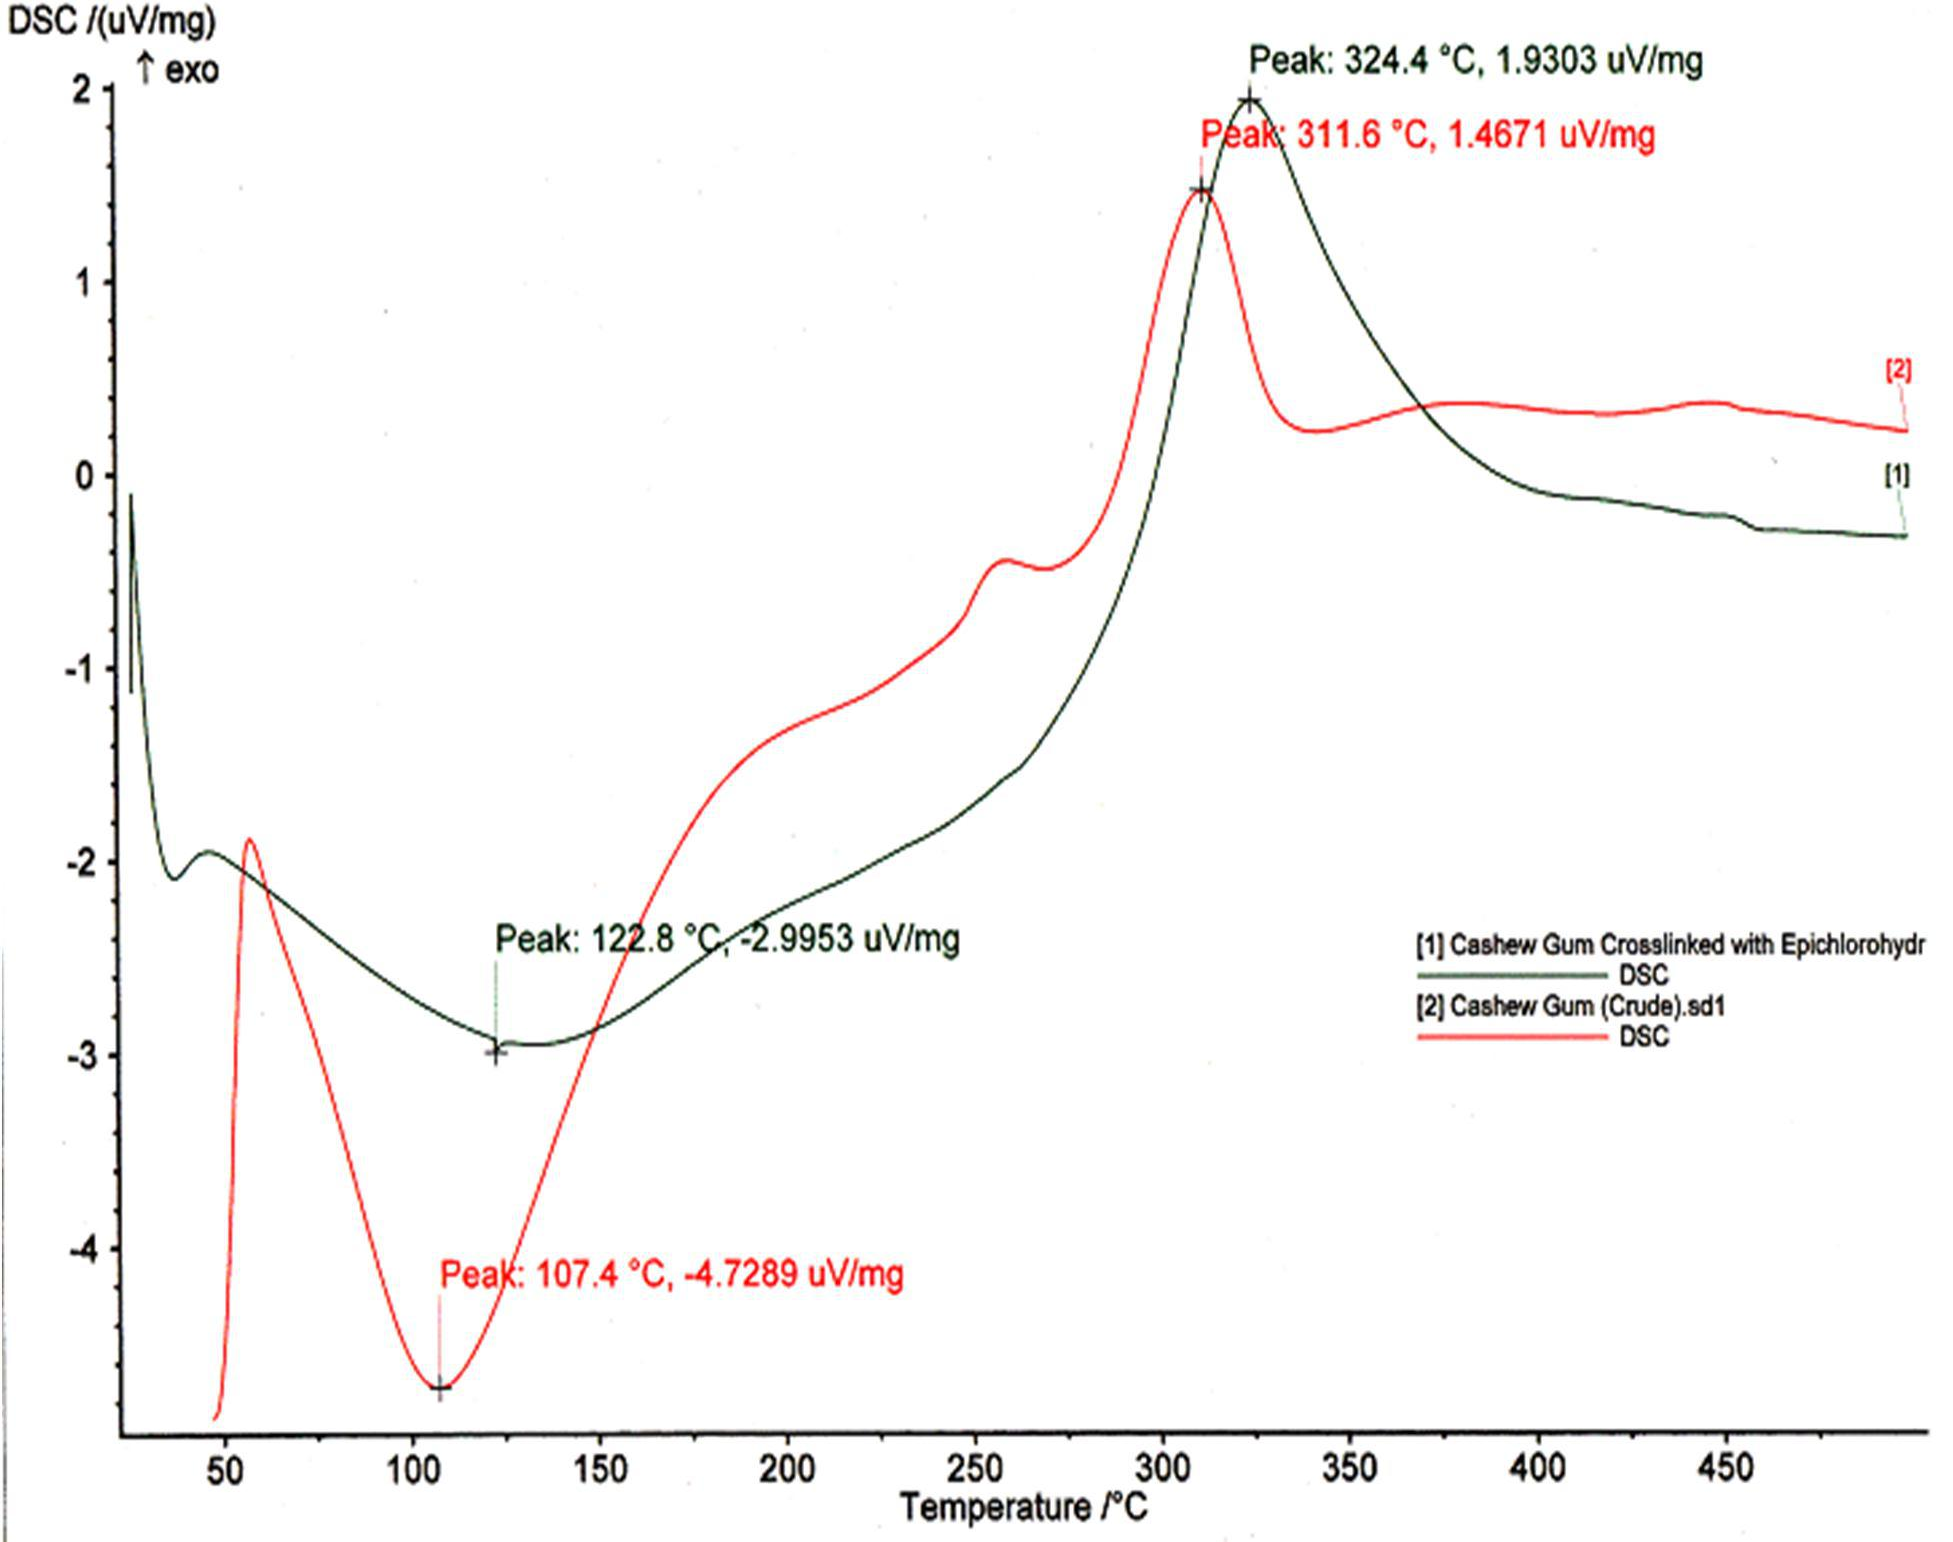 DSC /(uV/mg)
↑ exo
Peak: 324.4 °C, 1.9303 uV/mg
2
Peak: 311.6 °C, 1.4671 uV/mg
1
[2]
0
[1]
-1
-2
Peak: 122.8 °C, -2.9953 uV/mg
[1] Cashew Gum Crosslinked with Epichlorohydr
DSC
[2] Cashew Gum (Crude).sd1
DSC
-3
-4
Peak: 107.4 °C, -4.7289 uV/mg
50 100 150 200 250 300 350 400 450
Temperature /°C